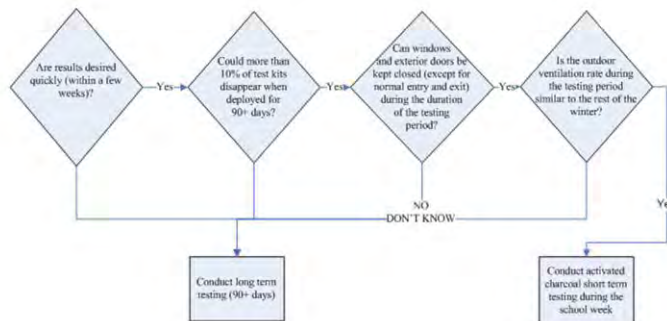 Are results desired
quickly (within a few
weeks)?
Yes
Could more than
10% of test kits
disappear when
deployed for
90+ days?
Yes
Can windows
and exterior doors be
kept closed (except for
normal entry and exit)
during the duration
of the testing
period?
Yes
Is the outdoor
ventilation rate during
the testing period
similar to the rest of the
winter?
Ye
NO
DON'T KNOW
Conduct long term
testing (90+ days)
Conduct activated
charcoal short term
testing during the
school week